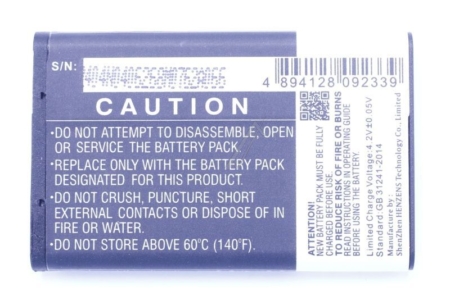 S/N:
4 894128 092339
CAUTION
•DO NOT ATTEMPT TO DISASSEMBLE, OPEN
OR SERVICE THE BATTERY PACK.
•REPLACE ONLY WITH THE BATTERY PACK
DESIGNATED FOR THIS PRODUCT.
•DO NOT CRUSH, PUNCTURE, SHORT
EXTERNAL CONTACTS OR DISPOSE OF IN
FIRE OR WATER.
•DO NOT STORE ABOVE 60°C (140°F).
ATTENTION!
NEW BATTERY PACK MUST BE FULLY
CHARGED BEFORE USE.
TO REDUCE RISK OF FIRE OR BURNS
READ INSTRUCTIONS IN OPERATING GUIDE
BEFORE USING THE BATTERY.
Limited Charge Voltage: 4.2V±0.05V
Standard: GB 31241-2014
Manufacture by
ShenZhen HENZENS Technology Co., Limited